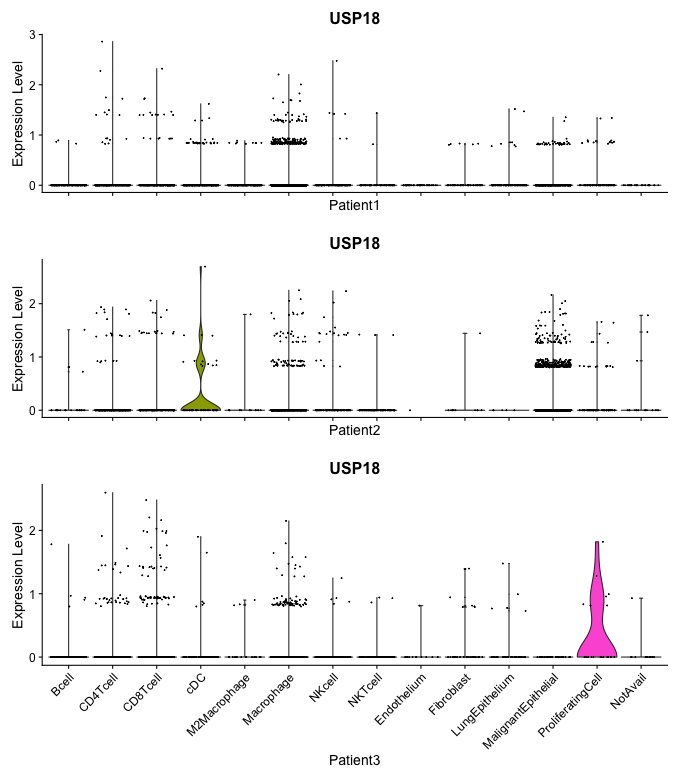 USP18
Expression Level
3
2
1
0
Patient1
USP18
Expression Level
2
1
0
Patient2
USP18
Expression Level
2
1
0
Bcell
CD4Tcell
CD8Tcell
cDC
M2Macrophage
Macrophage
NKcell
NKTcell
Endothelium
Fibroblast
LungEpithelium
MalignantEpithelial
ProliferatingCell
NotAvail
Patient3